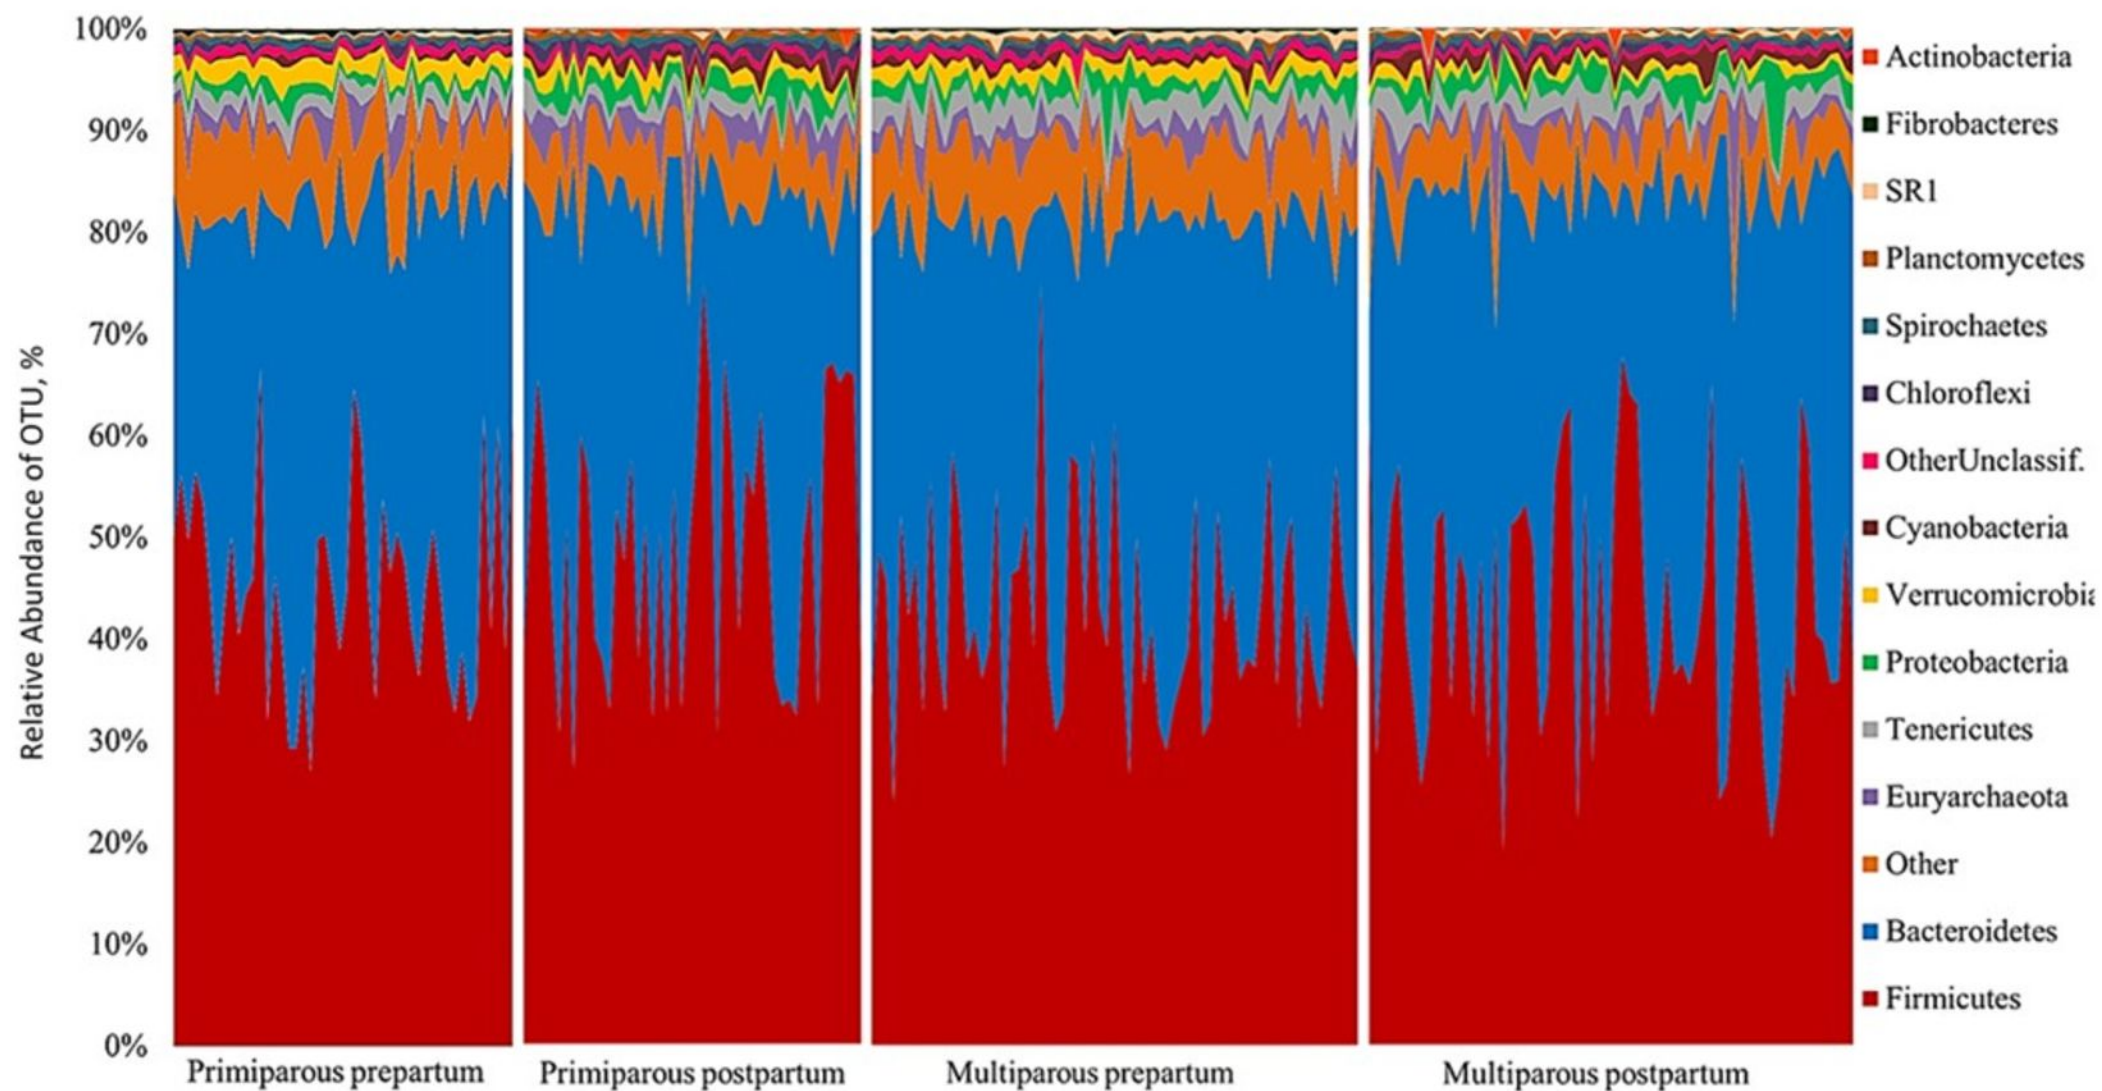 100%
90%
80%
70%
60%
50%
40%
30%
20%
10%
0%
Relative Abundance of OTU, %
Primiparous prepartum
Primiparous postpartum
Multiparous prepartum
Multiparous postpartum
Actinobacteria
Fibrobacteres
SR1
Planctomycetes
Spirochaetes
Chloroflexi
OtherUnclassif.
Cyanobacteria
Verrucomicrobia
Proteobacteria
Tenericutes
Euryarchaeota
Other
Bacteroidetes
Firmicutes